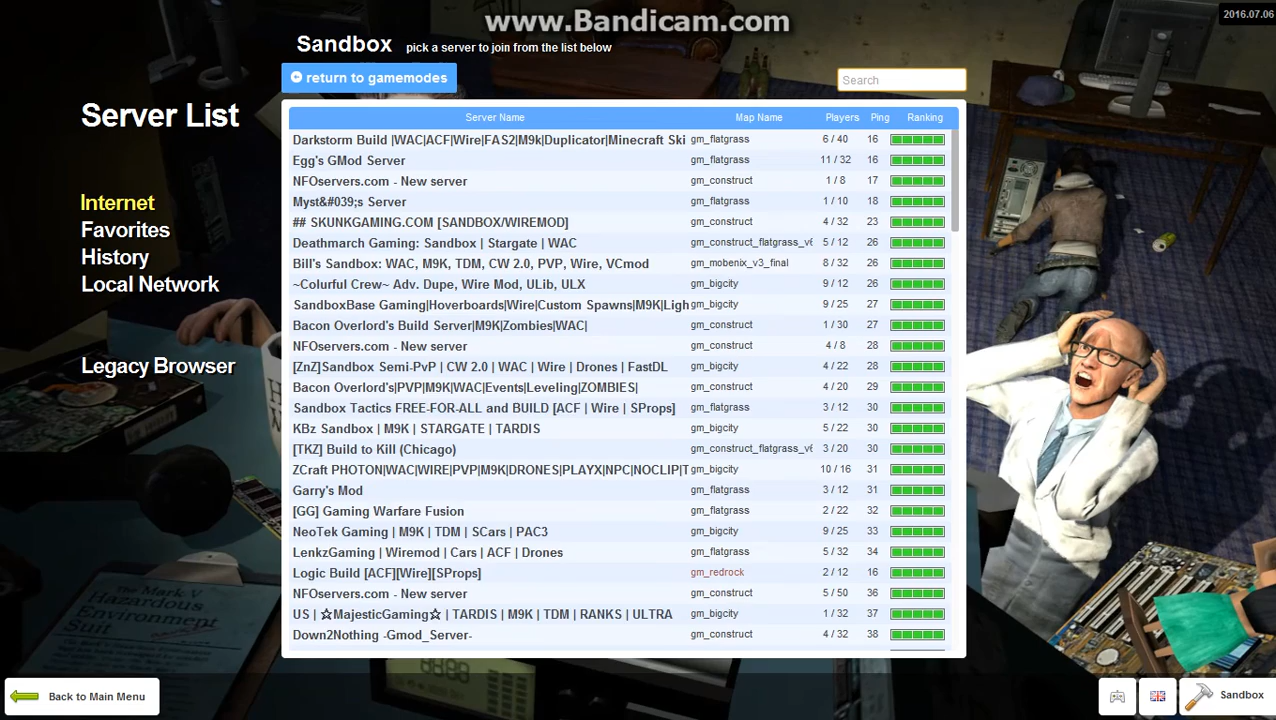 www.Bandicam.com
2016.07.06
Sandbox pick a server to join from the list below
return to gamemodes
Search
Server List
Internet
Favorites
History
Local Network
Legacy Browser
Server Name Map Name Players Ping Ranking
Darkstorm Build |WAC|ACF|Wire|FAS2|M9k|Duplicator|Minecraft Ski gm_flatgrass 6 / 40 16
Egg's GMod Server gm_flatgrass 11 / 32 16
NFOservers.com - New server gm_construct 1 / 8 17
Myst&#039;s Server gm_flatgrass 1 / 10 18
## SKUNKGAMING.COM [SANDBOX/WIREMOD] gm_construct 4 / 32 23
Deathmarch Gaming: Sandbox | Stargate | WAC gm_construct_flatgrass_v6 5 / 12 26
Bill's Sandbox: WAC, M9K, TDM, CW 2.0, PVP, Wire, VCmod gm_mobenix_v3_final 8 / 32 26
~Colurful Crew~ Adv. Dupe, Wire Mod, ULib, ULX gm_bigcity 9 / 12 26
SandboxBase Gaming|Hoverboards|Wire|Custom Spawns|M9K|Ligh gm_bigcity 9 / 25 27
Bacon Overlord's Build Server|M9K|Zombies|WAC| gm_construct 1 / 30 27
NFOservers.com - New server gm_construct 4 / 8 28
[ZnZ]Sandbox Semi-PvP | CW 2.0 | WAC | Wire | Drones | FastDL gm_bigcity 4 / 22 28
Bacon Overlord's|PVP|M9K|WAC|Events|Leveling|ZOMBIES| gm_construct 4 / 20 29
Sandbox Tactics FREE-FOR-ALL and BUILD [ACF | Wire | SProps] gm_flatgrass 3 / 12 30
KBz Sandbox | M9K | STARGATE | TARDIS gm_bigcity 5 / 22 30
[TKZ] Build to Kill (Chicago) gm_construct_flatgrass_v6 3 / 20 30
ZCraft PHOTON|WAC|WIRE|PVP|M9K|DRONES|PLAYX|NPC|NOCLIP|T gm_bigcity 10 / 16 31
Garry's Mod gm_flatgrass 3 / 12 31
[GG] Gaming Warfare Fusion gm_flatgrass 2 / 22 32
NeoTek Gaming | M9K | TDM | SCars | PAC3 gm_bigcity 9 / 25 33
LenkzGaming | Wiremod | Cars | ACF | Drones gm_flatgrass 5 / 32 34
Logic Build [ACF][Wire][SProps] gm_redrock 2 / 12 16
NFOservers.com - New server gm_construct 5 / 50 36
US | ☆MajesticGaming☆ | TARDIS | M9K | TDM | RANKS | ULTRA gm_bigcity 1 / 32 37
Down2Nothing -Gmod_Server- gm_construct 4 / 32 38
The Mark V
Hazardous
Environment
Suit
Back to Main Menu
Sandbox